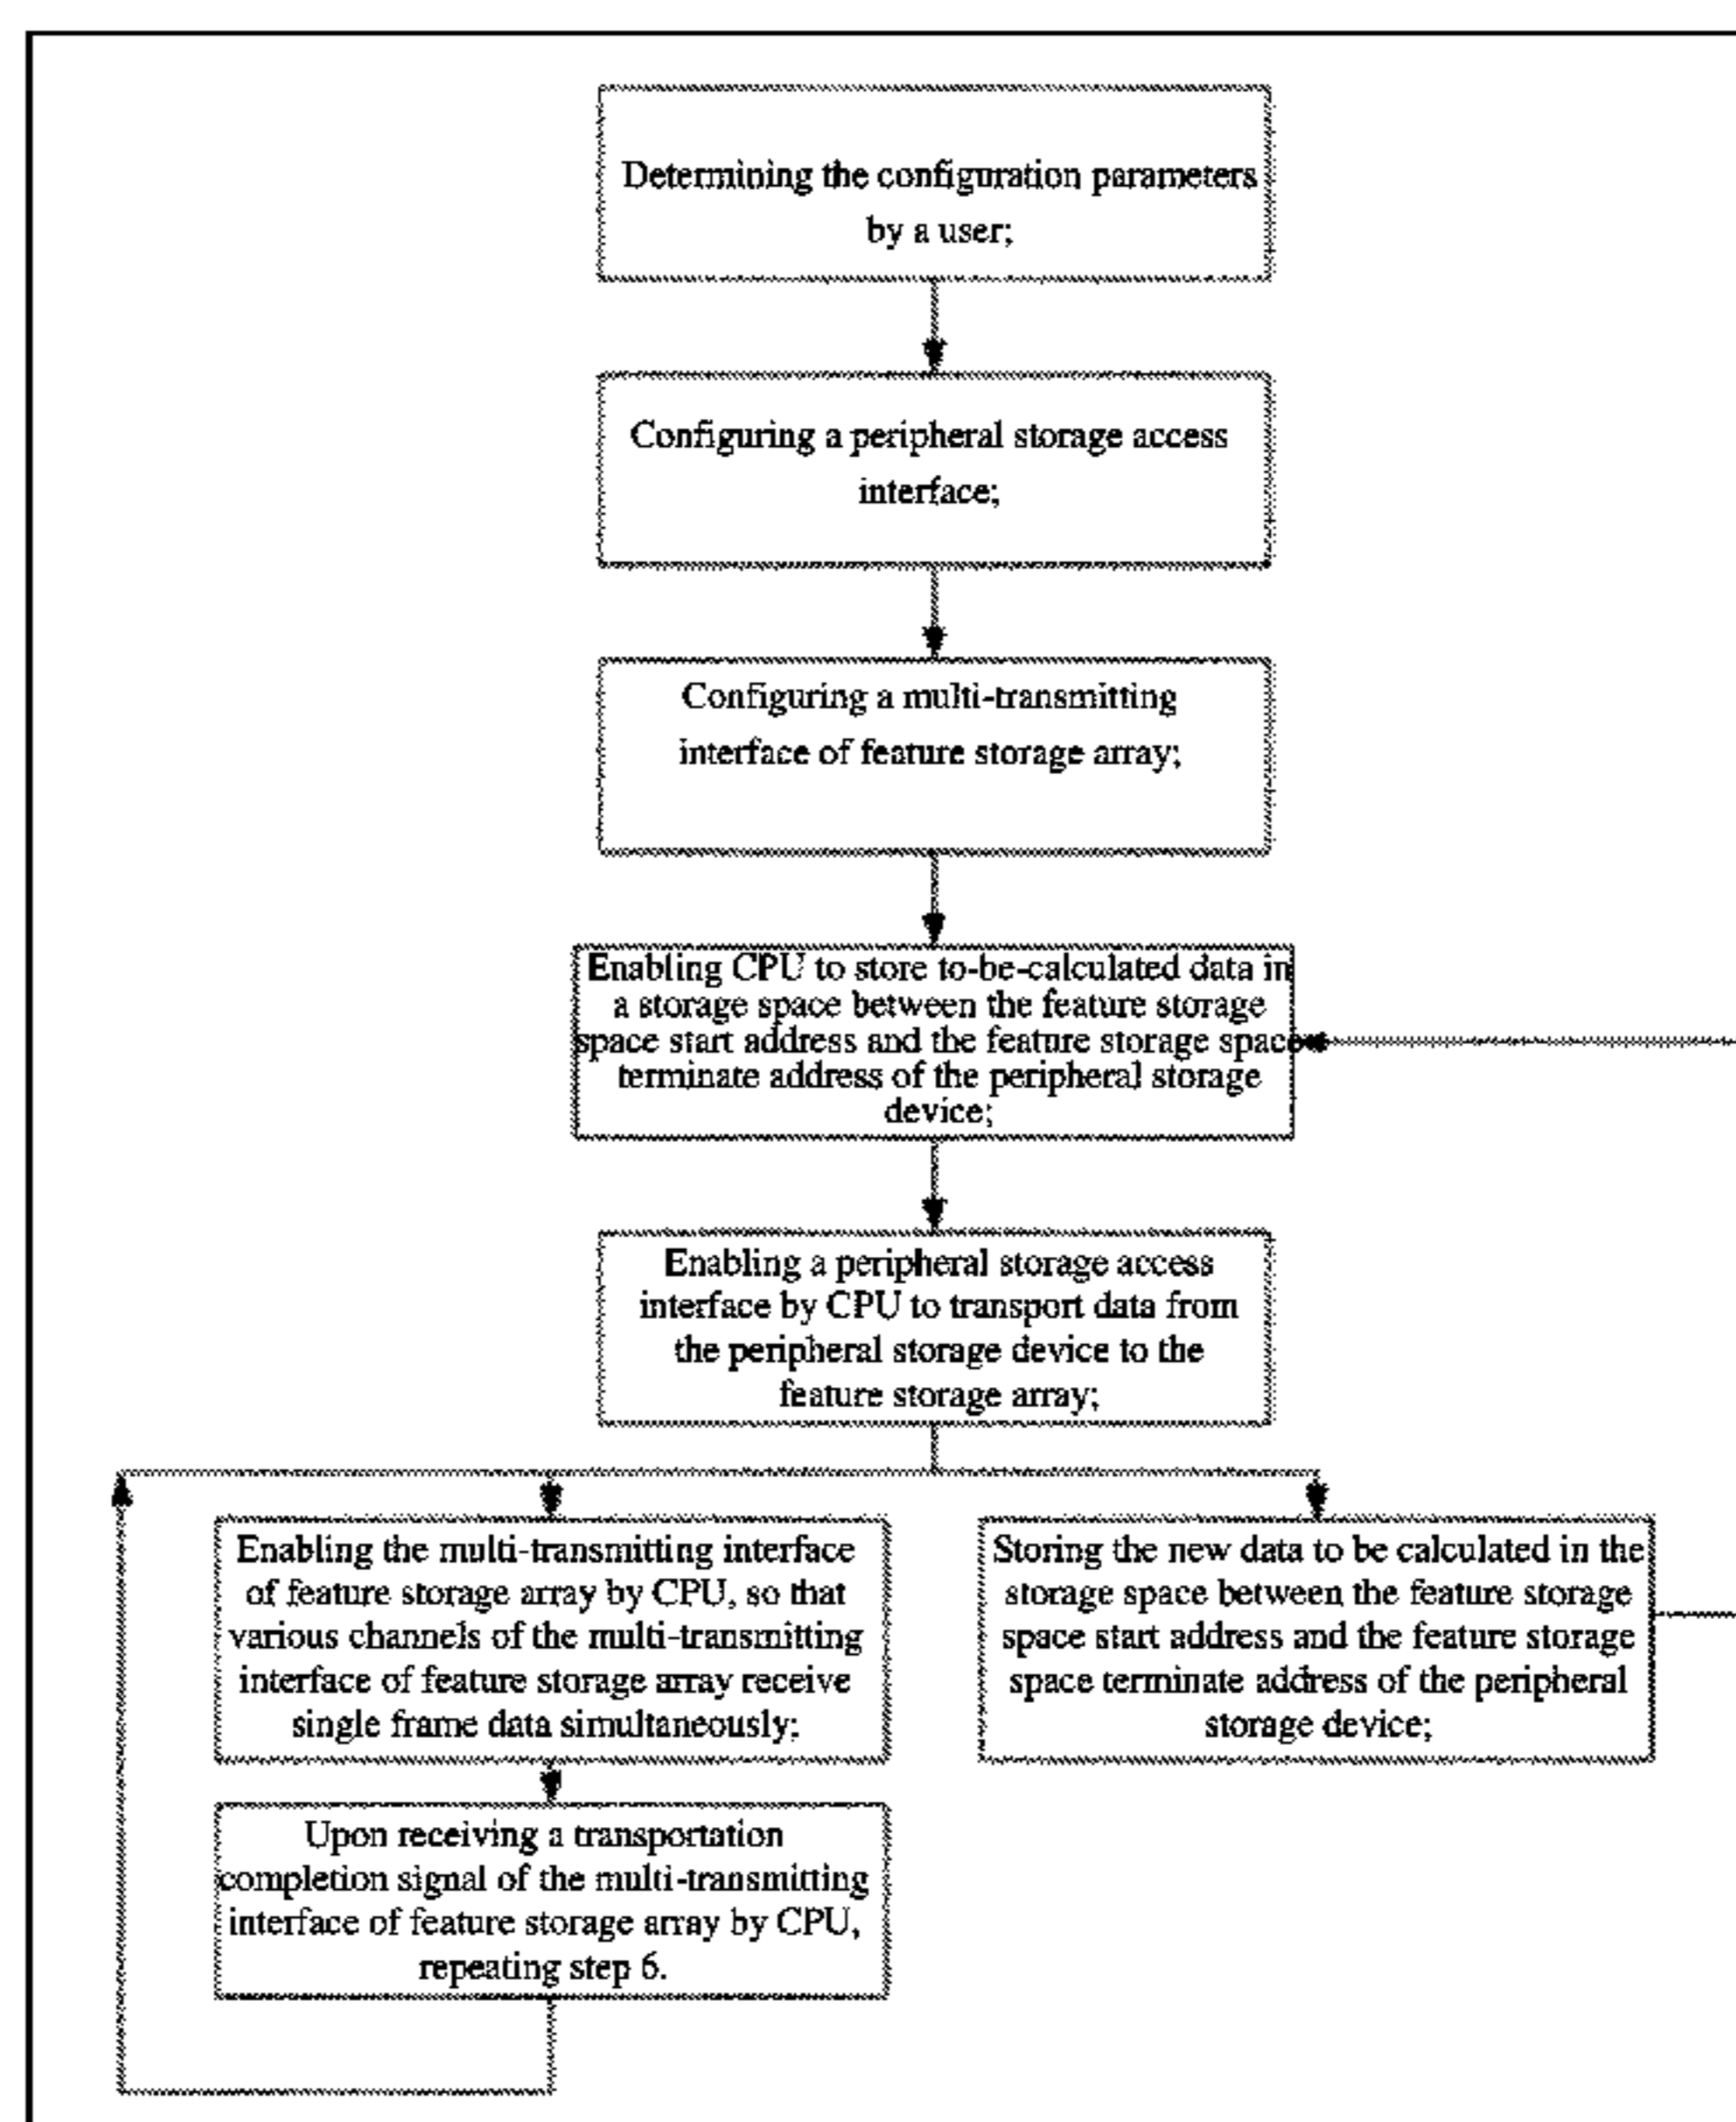 Determining the configuration parameters
by a user;
Configuring a peripheral storage access
interface;
Configuring a multi-transmitting
interface of feature storage array;
Enabling CPU to store to-be-calculated data in
a storage space between the feature storage
space start address and the feature storage space
terminate address of the peripheral storage
device;
Enabling a peripheral storage access
interface by CPU to transport data from
the peripheral storage device to the
feature storage array;
Enabling the multi-transmitting interface
of feature storage array by CPU, so that
various channels of the multi-transmitting
interface of feature storage array receive
single frame data simultaneously;
Storing the new data to be calculated in the
storage space between the feature storage
space start address and the feature storage
space terminate address of the peripheral
storage device;
Upon receiving a transportation
completion signal of the multi-transmitting
interface of feature storage array by CPU,
repeating step 6.